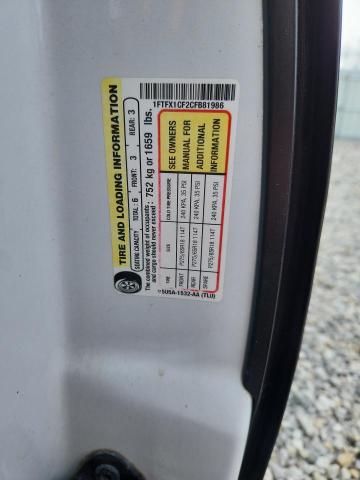 1FTFX1CF2CFB81986
TIRE AND LOADING INFORMATION
SEATING CAPACITY TOTAL: 6 FRONT: 3 REAR: 3
The combined weight of occupants and cargo should never exceed: 752 kg or 1659 lbs.
TIRE SIZE COLD TIRE PRESSURE
FRONT P275/65R18 114T 240 KPA, 35 PSI
REAR P275/65R18 114T 240 KPA, 35 PSI
SPARE P275/65R18 114T 240 KPA, 35 PSI
SEE OWNERS
MANUAL FOR
ADDITIONAL
INFORMATION
5U5A-1532-AA (TLU)